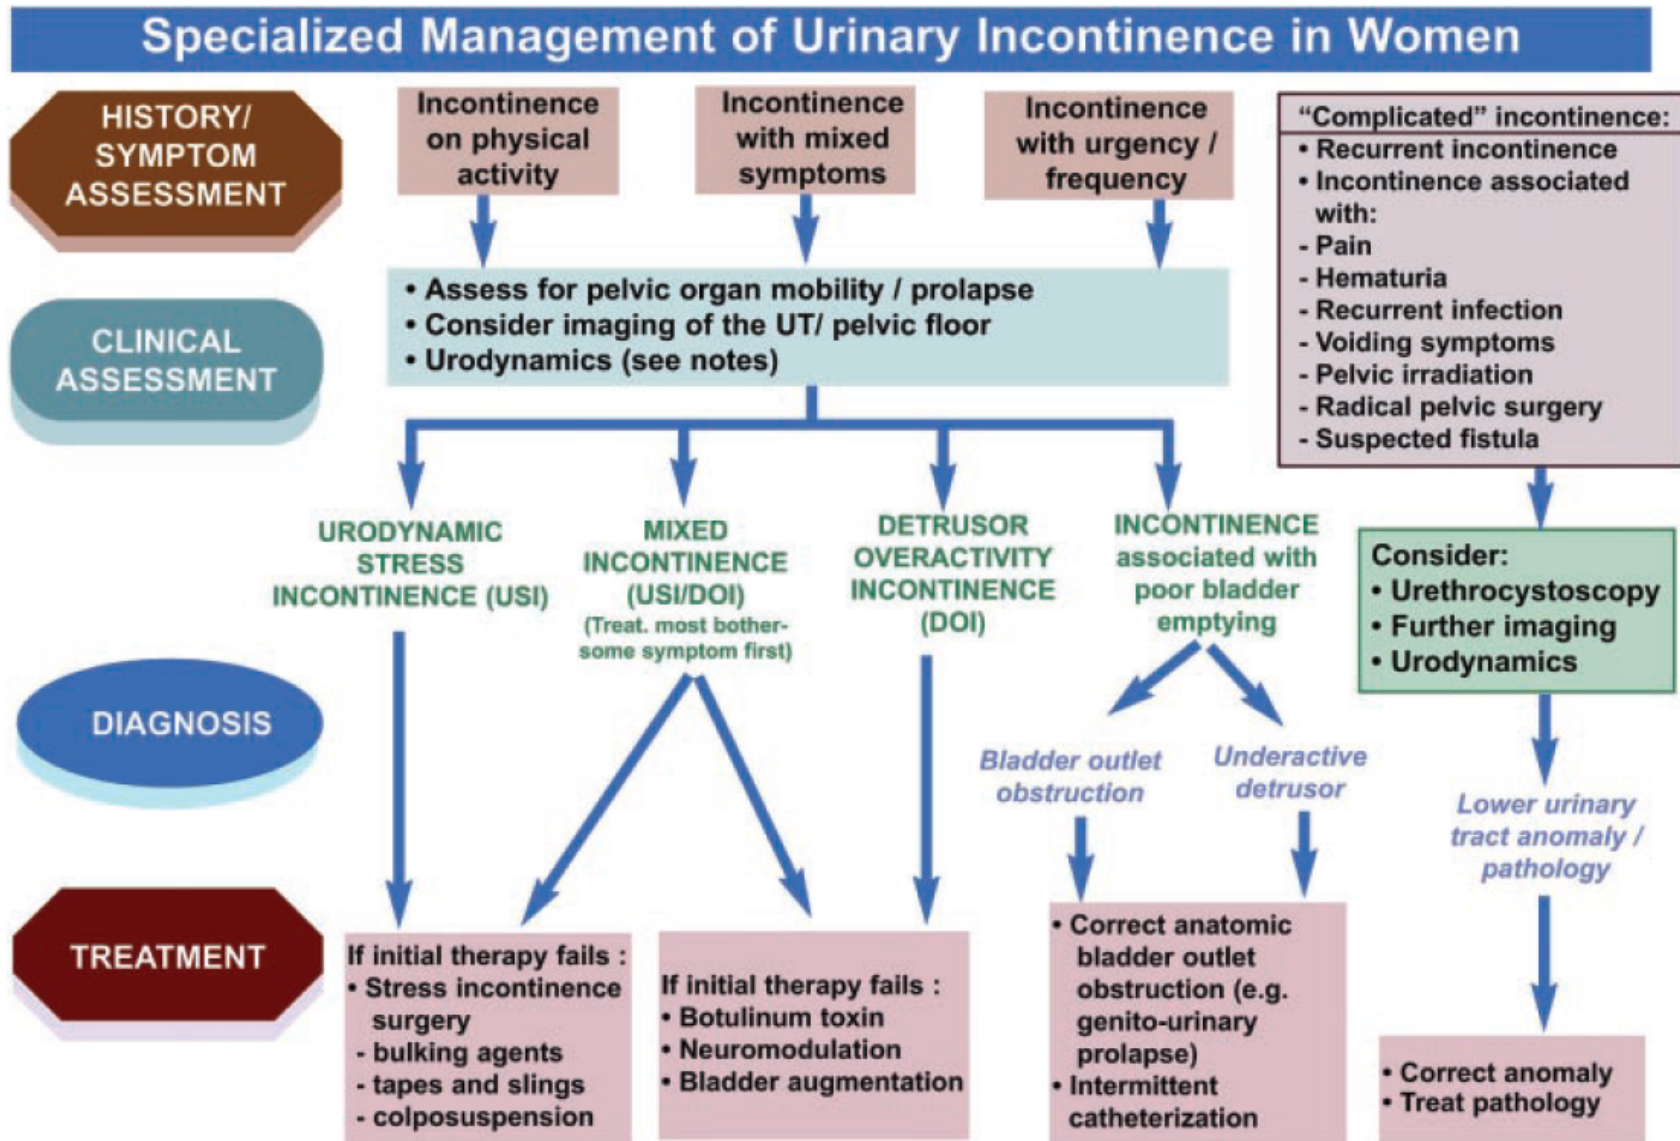 Specialized Management of Urinary Incontinence in Women
HISTORY/
SYMPTOM
ASSESSMENT
Incontinence
on physical
activity
Incontinence
with mixed
symptoms
Incontinence
with urgency /
frequency
“Complicated” incontinence:
• Recurrent incontinence
• Incontinence associated
with:
- Pain
- Hematuria
- Recurrent infection
- Voiding symptoms
- Pelvic irradiation
- Radical pelvic surgery
- Suspected fistula
CLINICAL
ASSESSMENT
• Assess for pelvic organ mobility / prolapse
• Consider imaging of the UT/ pelvic floor
• Urodynamics (see notes)
DIAGNOSIS
URODYNAMIC
STRESS
INCONTINENCE (USI)
MIXED
INCONTINENCE
(USI/DOI)
(Treat. most bother-
some symptom first)
DETRUSOR
OVERACTIVITY
INCONTINENCE
(DOI)
INCONTINENCE
associated with
poor bladder
emptying
Consider:
• Urethrocystoscopy
• Further imaging
• Urodynamics
Bladder outlet
obstruction
Underactive
detrusor
Lower urinary
tract anomaly /
pathology
TREATMENT
If initial therapy fails :
• Stress incontinence
surgery
- bulking agents
- tapes and slings
- colposuspension
If initial therapy fails :
• Botulinum toxin
• Neuromodulation
• Bladder augmentation
• Correct anatomic
bladder outlet
obstruction (e.g.
genito-urinary
prolapse)
• Intermittent
catheterization
• Correct anomaly
• Treat pathology